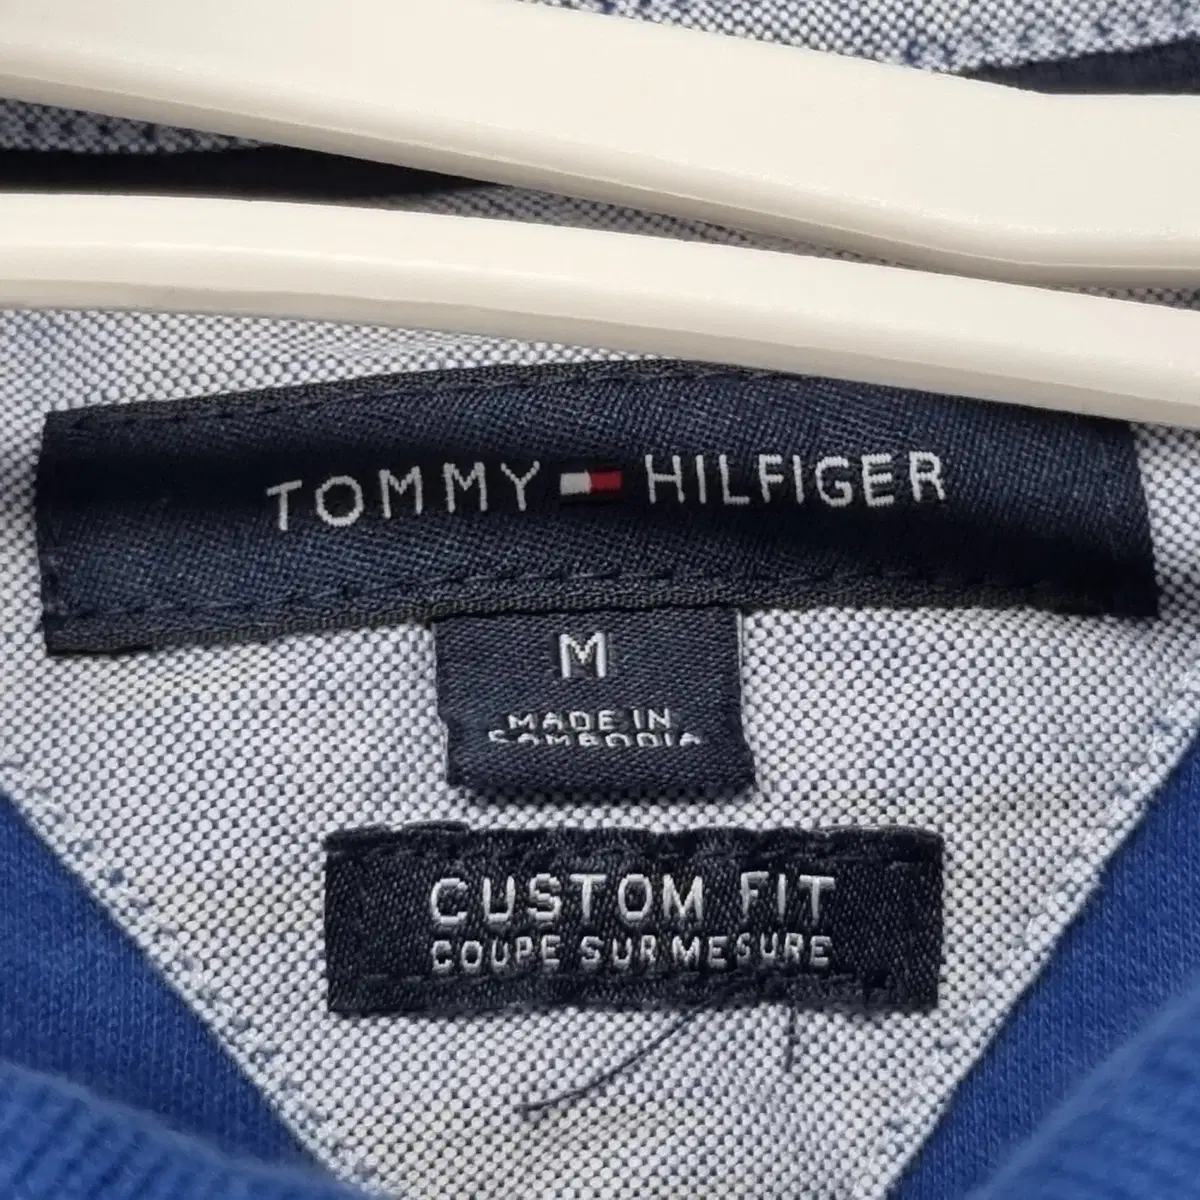 TOMMY HILFIGER
M
MADE IN
CAMBODIA
CUSTOM FIT
COUPE SUR MESURE